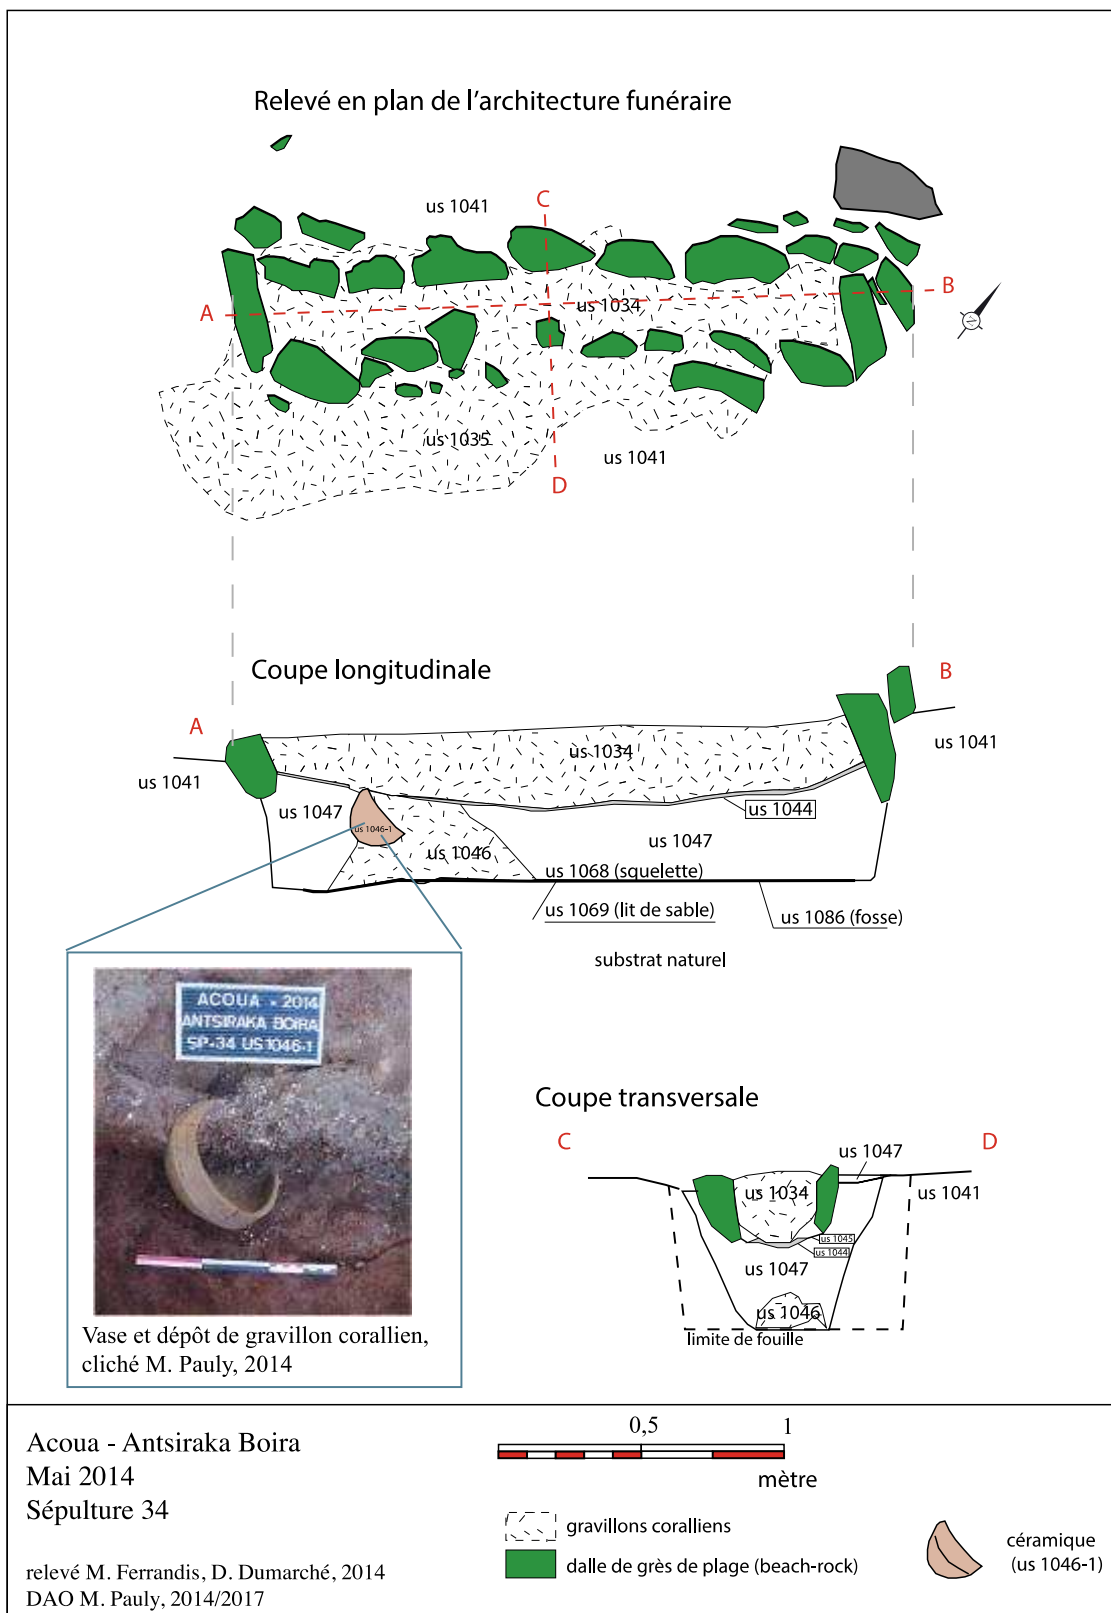 Relevé en plan de l'architecture funéraire
us 1041
C
A
B
us 1034
us 1035
us 1041
D
Coupe longitudinale
A
B
us 1041
us 1034
us 1041
us 1047
us 1044
us 1046-1
us 1046
us 1047
us 1068 (squelette)
us 1069 (lit de sable)
us 1086 (fosse)
substrat naturel
ACOUA - 2014
ANTSIRAKA BOIRA
SP-34 US1046-1
Vase et dépôt de gravillon corallien,
cliché M. Pauly, 2014
Coupe transversale
C
D
us 1047
us 1034
us 1041
us 1045
us 1044
us 1047
us 1046
limite de fouille
Acoua - Antsiraka Boira
Mai 2014
Sépulture 34
relevé M. Ferrandis, D. Dumarché, 2014
DAO M. Pauly, 2014/2017
0,5
1
mètre
gravillons coralliens
dalle de grès de plage (beach-rock)
céramique
(us 1046-1)